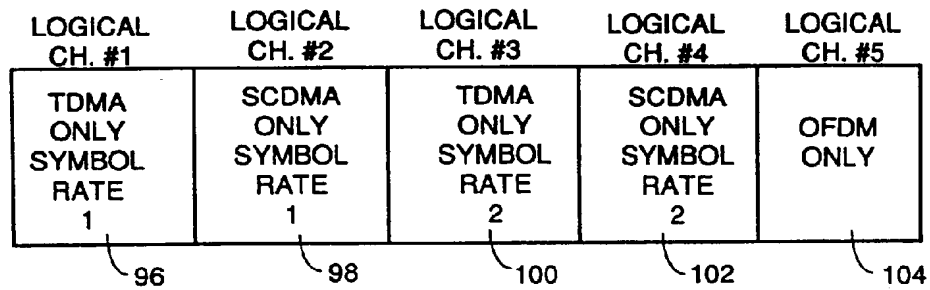 LOGICAL CH. #1
LOGICAL CH. #2
LOGICAL CH. #3
LOGICAL CH. #4
LOGICAL CH. #5
TDMA
ONLY
SYMBOL
RATE
1
SCDMA
ONLY
SYMBOL
RATE
1
TDMA
ONLY
SYMBOL
RATE
2
SCDMA
ONLY
SYMBOL
RATE
2
OFDM
ONLY
96
98
100
102
104